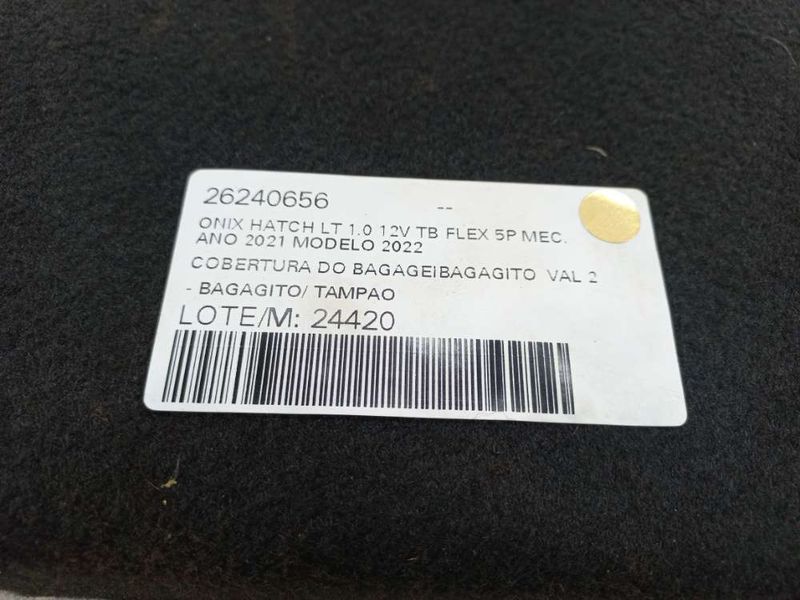 26240656 --
ONIX HATCH LT 1.0 12V TB FLEX 5P MEC.
ANO 2021 MODELO 2022
COBERTURA DO BAGAGEIBAGAGITO VAL 2
- BAGAGITO/ TAMPAO
LOTE/M: 24420